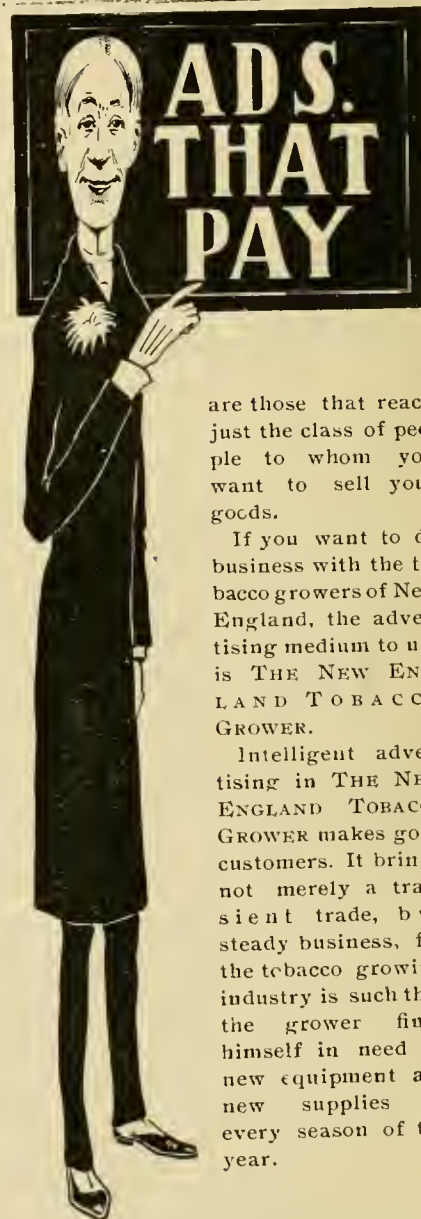 ADS.
THAT
PAY
are those that reac
just the class of peo
ple to whom yo
want to sell you
goods.
If you want to d
business with the t
bacco growers of Ne
England, the adve
tising medium to u
is THE NEW EN
LAND TOBACC
GROWER.
Intelligent adve
tising in THE NE
ENGLAND TOBACC
GROWER makes go
customers. It brin
not merely a tra
sient trade, b
steady business, f
the tobacco growi
industry is such th
the grower fin
himself in need
new equipment a
new supplies
every season of t
year.